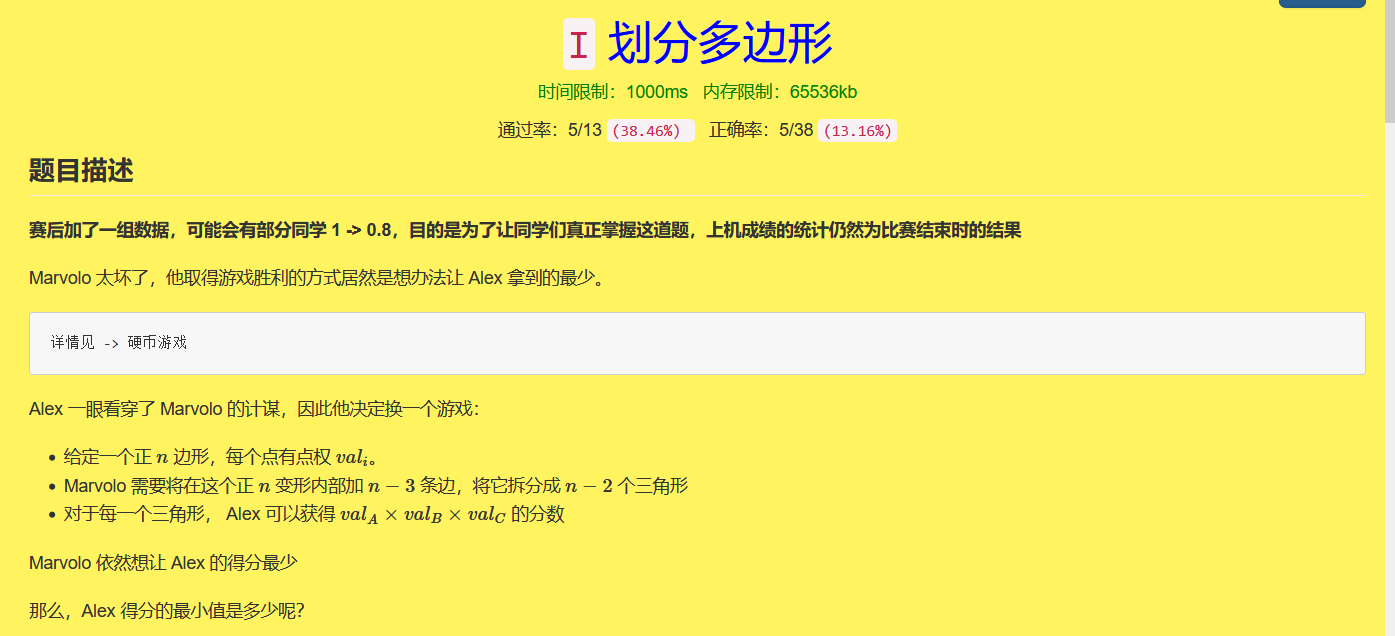 I 划分多边形
时间限制：1000ms 内存限制：65536kb
通过率：5/13 (38.46%) 正确率：5/38 (13.16%)
题目描述
赛后加了一组数据，可能会有部分同学 1 -> 0.8，目的是为了让同学们真正掌握这道题，上机成绩的统计仍然为比赛结束时的结果
Marvolo 太坏了，他取得游戏胜利的方式居然是想办法让 Alex 拿到的最少。
详情见 -> 硬币游戏
Alex 一眼看穿了 Marvolo 的计谋，因此他决定换一个游戏：
• 给定一个正 n 边形，每个点有点权 val_i。
• Marvolo 需要将在这个正 n 变形内部加 n − 3 条边，将它拆分成 n − 2 个三角形
• 对于每一个三角形， Alex 可以获得 val_A × val_B × val_C 的分数
Marvolo 依然想让 Alex 的得分最少
那么，Alex 得分的最小值是多少呢？